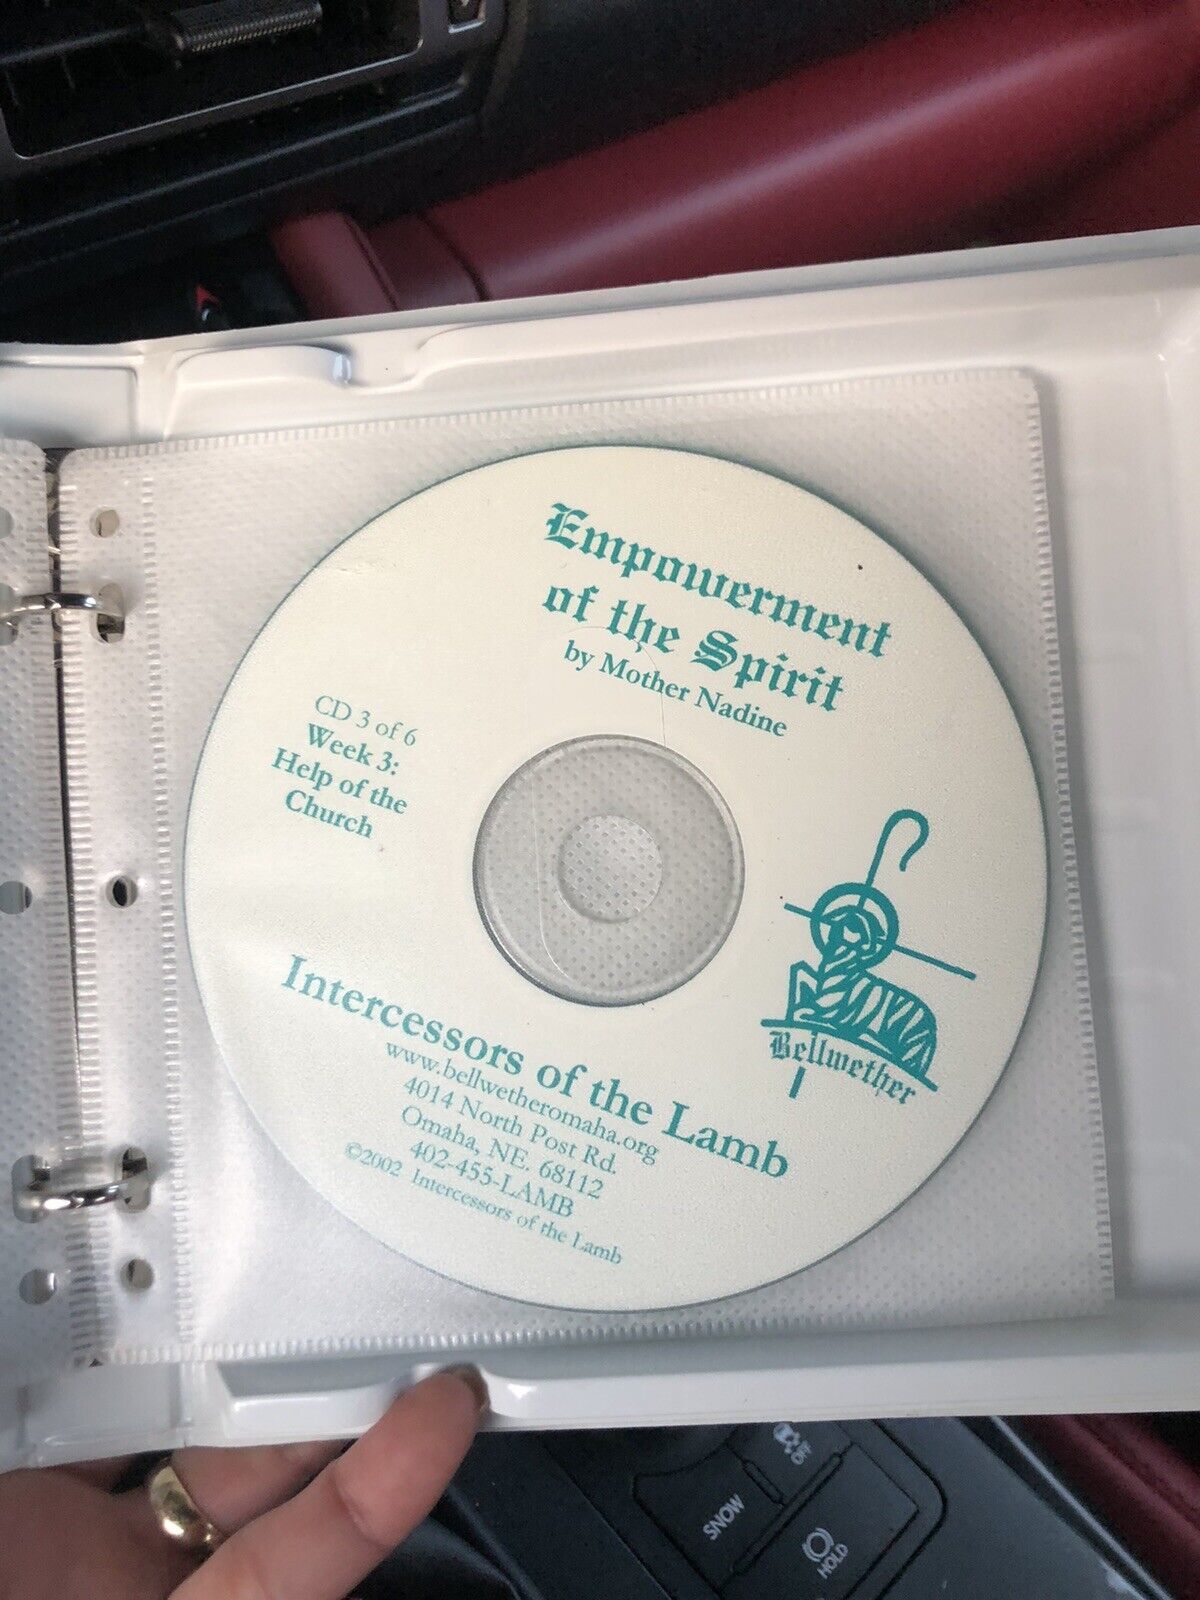 Empowerment
of the Spirit
by Mother Nadine
CD 3 of 6
Week 3:
Help of the
Church
Bellwether
Intercessors of the Lamb
www.bellwetheromaha.org
4014 North Post Rd.
Omaha, NE. 68112
402-455-LAMB
©2002 Intercessors of the Lamb
OFF
SNOW
HOLD